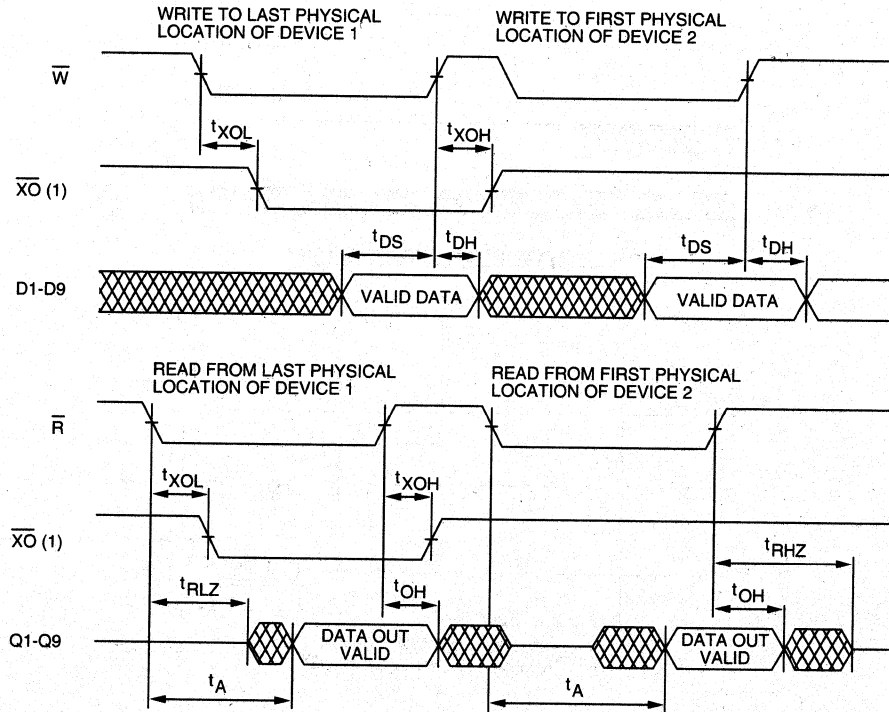 WRITE TO LAST PHYSICAL
LOCATION OF DEVICE 1
WRITE TO FIRST PHYSICAL
LOCATION OF DEVICE 2
W̅
tXOL
tXOH
X̅O̅ (1)
tDS
tDH
tDS
tDH
D1-D9
VALID DATA
VALID DATA
READ FROM LAST PHYSICAL
LOCATION OF DEVICE 1
READ FROM FIRST PHYSICAL
LOCATION OF DEVICE 2
R̅
tXOL
tXOH
X̅O̅ (1)
tRHZ
tRLZ
tOH
tOH
Q1-Q9
DATA OUT
VALID
DATA OUT
VALID
tA
tA